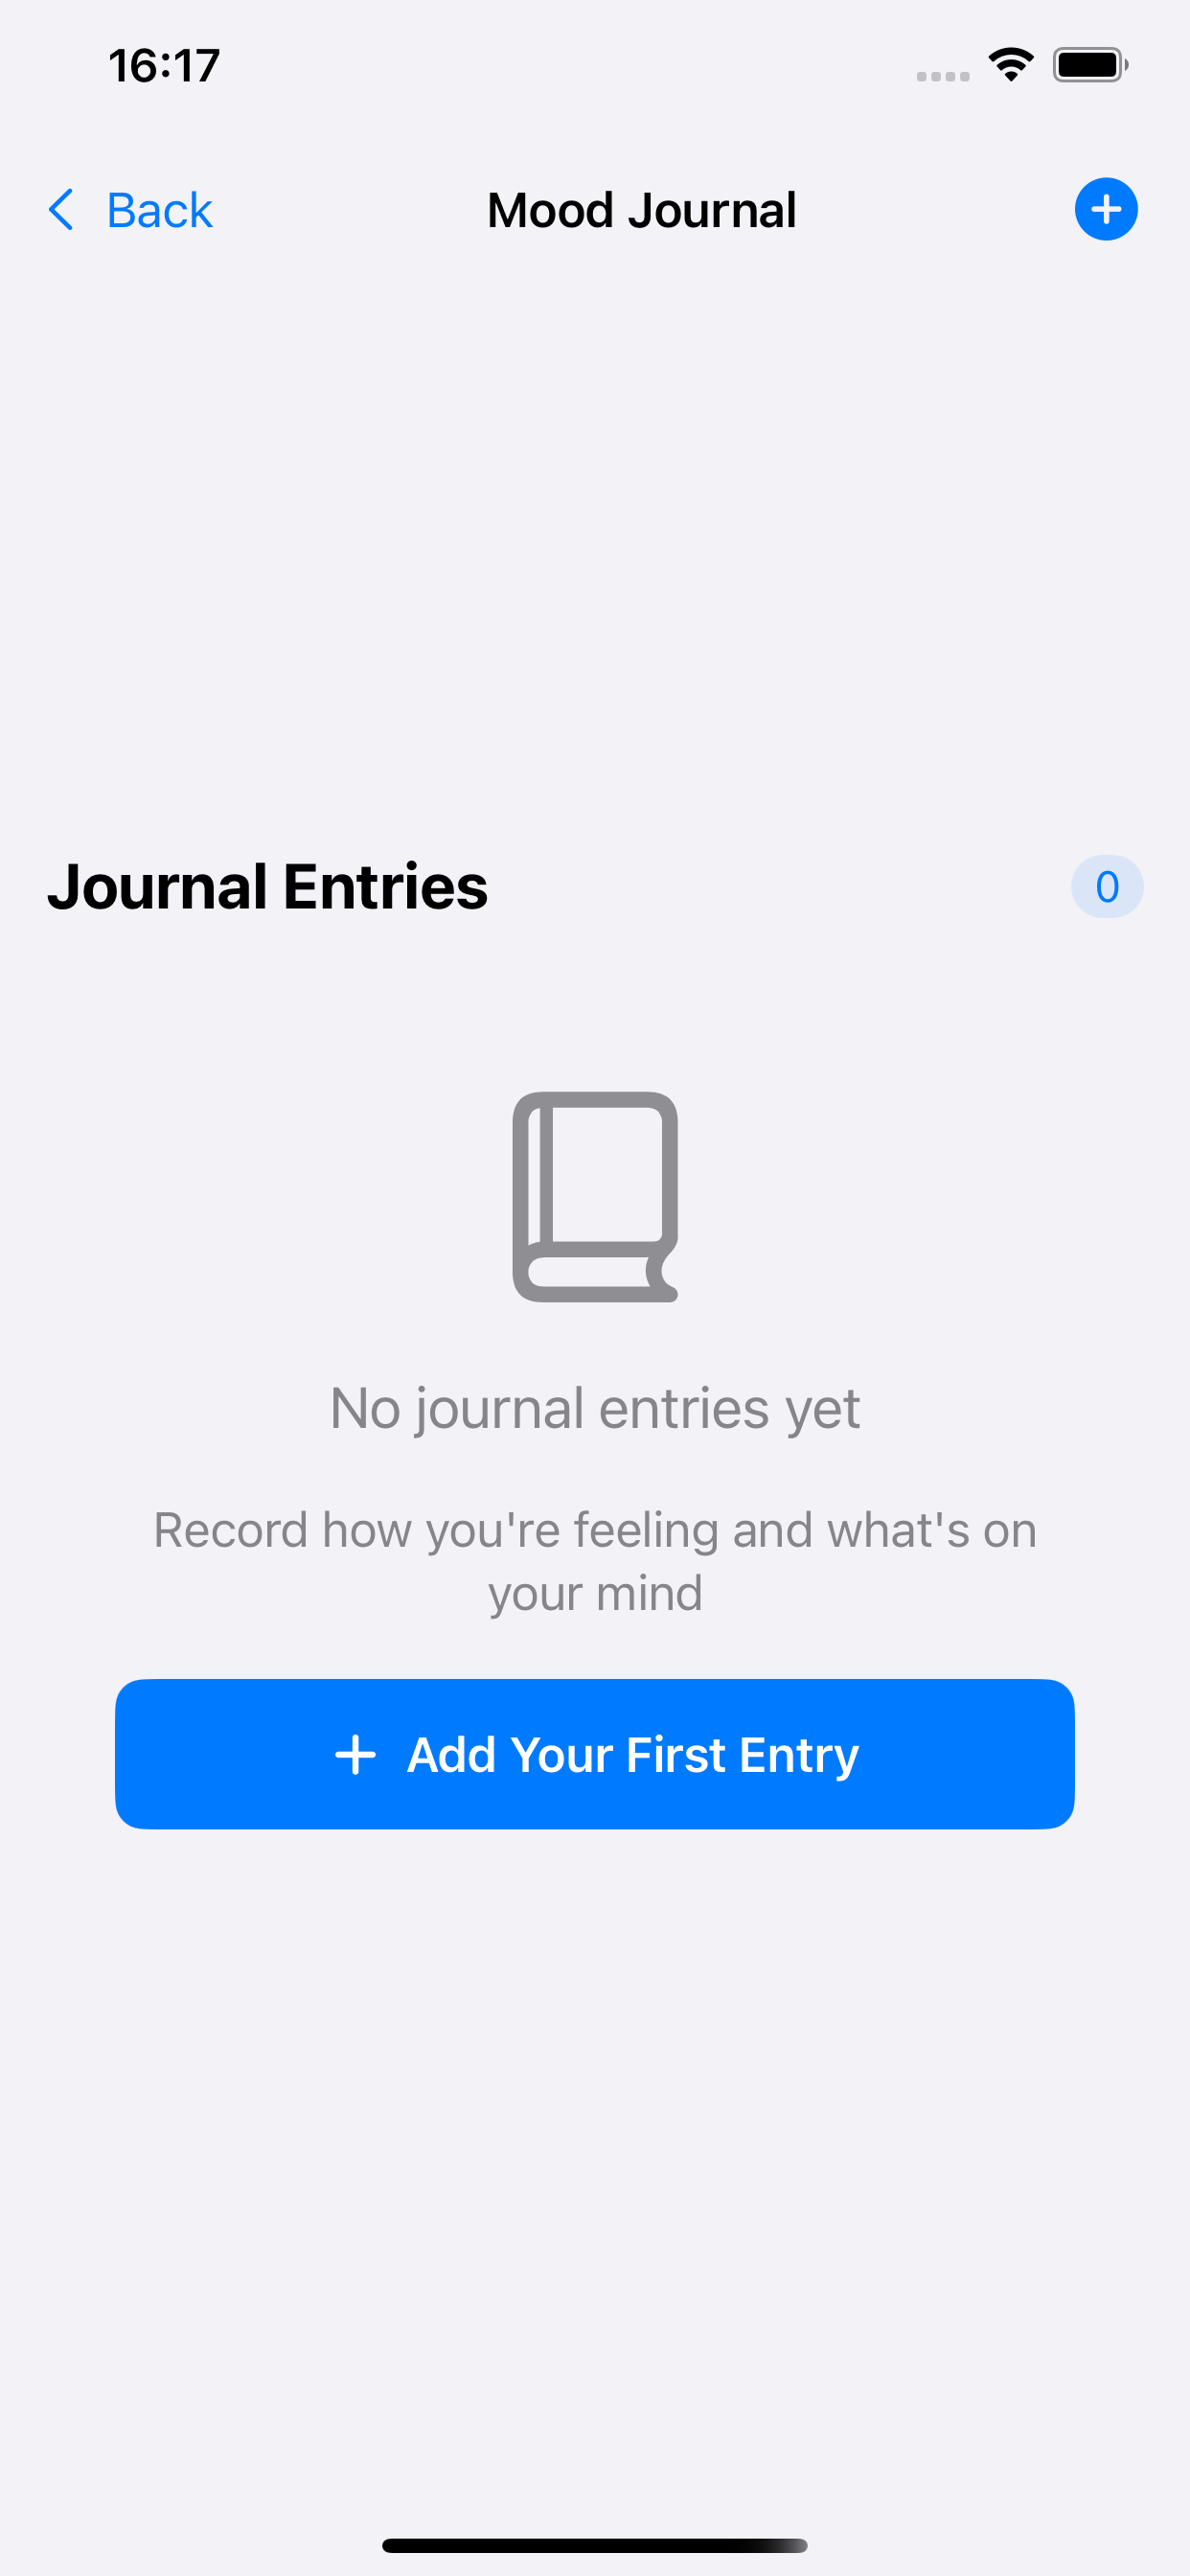 16:17
Back
Mood Journal
Journal Entries
0
No journal entries yet
Record how you're feeling and what's on
your mind
Add Your First Entry